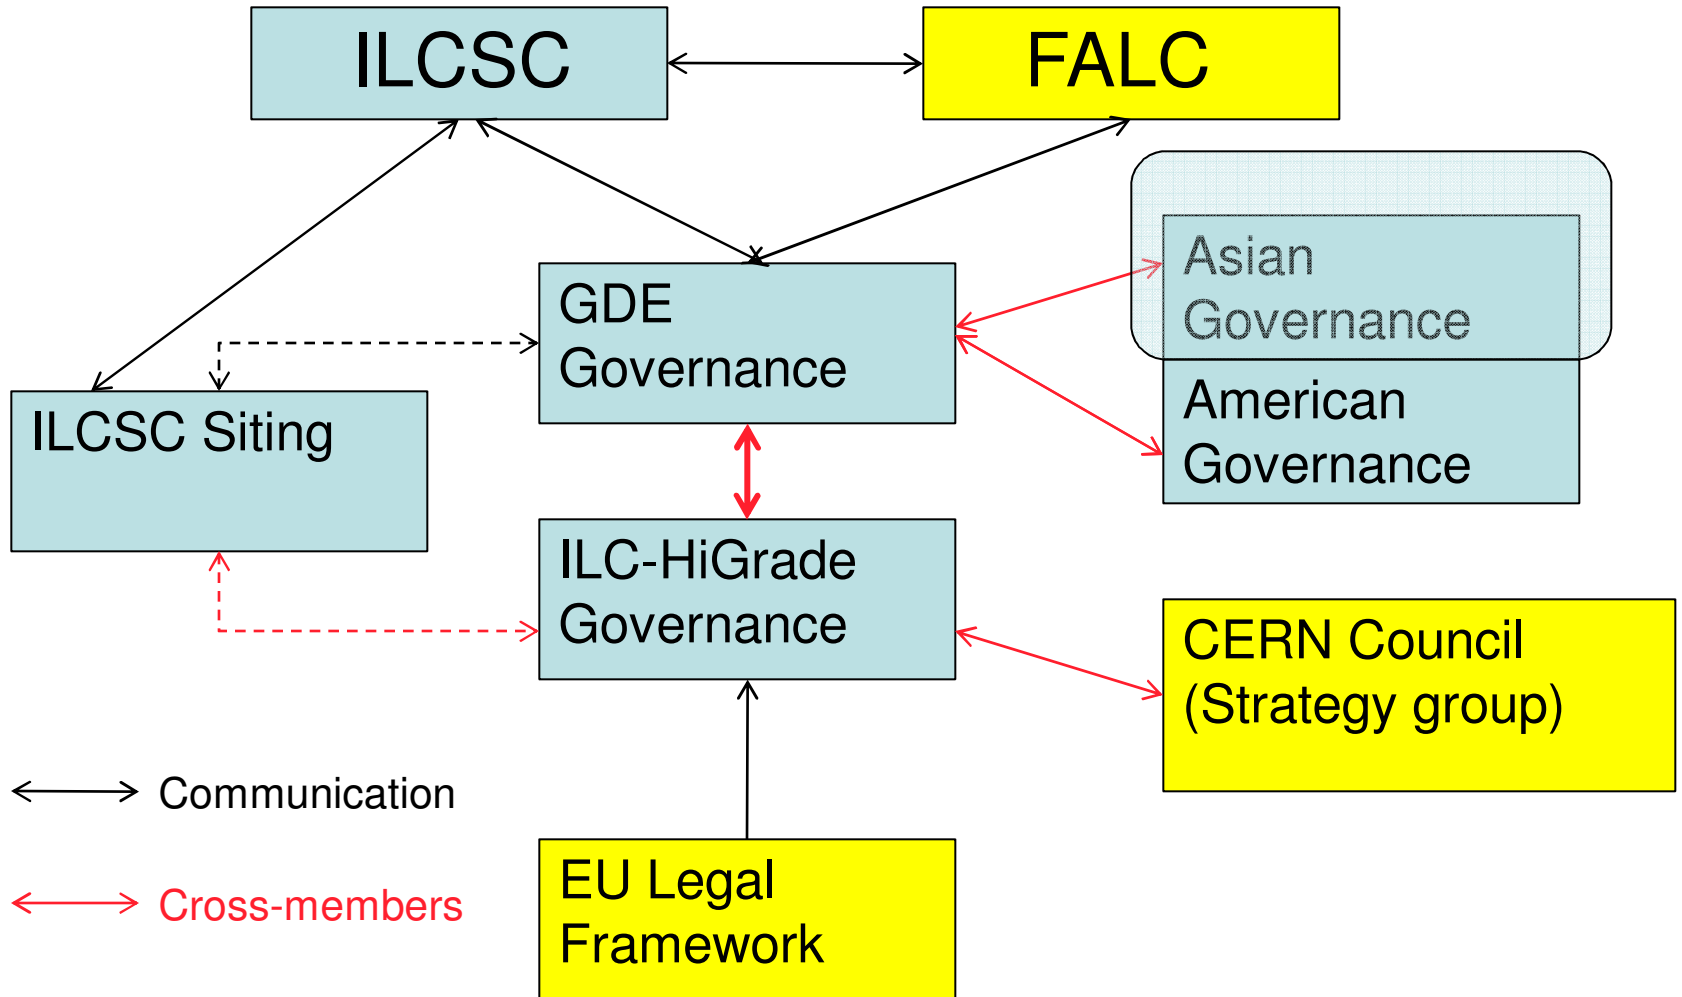 ILCSC
FALC
Asian
Governance
GDE
Governance
American
Governance
ILCSC Siting
ILC-HiGrade
Governance
CERN Council
(Strategy group)
Communication
EU Legal
Framework
Cross-members